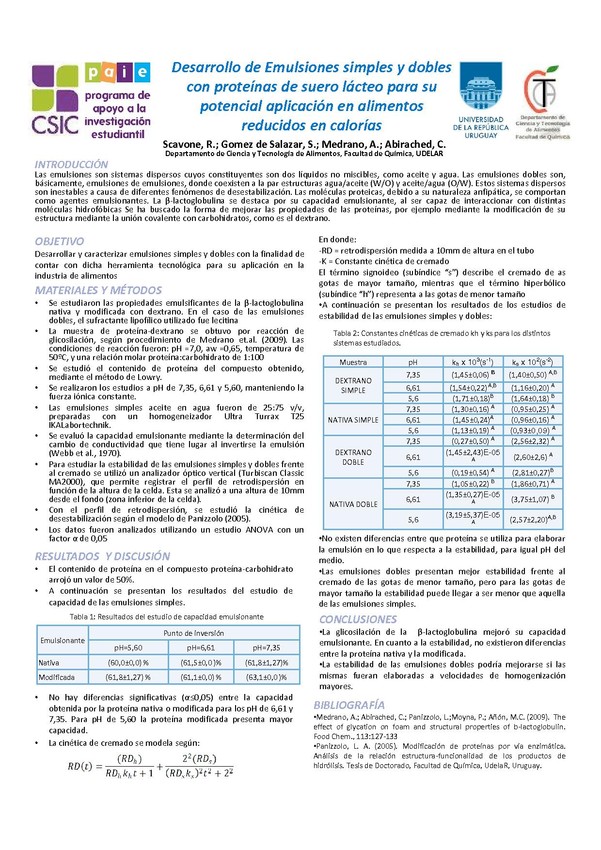 paie
CSIC
programa de
apoyo a la
investigación
estudiantil
Desarrollo de Emulsiones simples y dobles
con proteínas de suero lácteo para su
potencial aplicación en alimentos
reducidos en calorías
UNIVERSIDAD
DE LA REPÚBLICA
URUGUAY
Departamento de
Ciencia y Tecnología
de Alimentos
Facultad de Química
Scavone, R.; Gomez de Salazar, S.; Medrano, A.; Abirached, C.
Departamento de Ciencia y Tecnología de Alimentos, Facultad de Química, UDELAR
INTRODUCCIÓN
Las emulsiones son sistemas dispersos cuyos constituyentes son dos líquidos no miscibles, como aceite y agua. Las emulsiones dobles son,
básicamente, emulsiones de emulsiones, donde coexisten a la par estructuras agua/aceite (W/O) y aceite/agua (O/W). Estos sistemas dispersos
son inestables a causa de diferentes fenómenos de desestabilización. Las moléculas proteicas, debido a su naturaleza anfipática, se comportan
como agentes emulsionantes. La β-lactoglobulina se destaca por su capacidad emulsionante, al ser capaz de interaccionar con distintas
moléculas hidrofóbicas Se ha buscado la forma de mejorar las propiedades de las proteínas, por ejemplo mediante la modificación de su
estructura mediante la unión covalente con carbohidratos, como es el dextrano.
OBJETIVO
Desarrollar y caracterizar emulsiones simples y dobles con la finalidad de
contar con dicha herramienta tecnológica para su aplicación en la
industria de alimentos
MATERIALES Y MÉTODOS
• Se estudiaron las propiedades emulsificantes de la β-lactoglobulina
nativa y modificada con dextrano. En el caso de las emulsiones
dobles, el surfactante lipofílico utilizado fue lecitina
• La muestra de proteína-dextrano se obtuvo por reacción de
glicosilación, según procedimiento de Medrano et.al. (2009). Las
condiciones de reacción fueron: pH =7,0, aw =0,65, temperatura de
50ºC, y una relación molar proteína:carbohidrato de 1:100
• Se estudió el contenido de proteína del compuesto obtenido,
mediante el método de Lowry.
• Se realizaron los estudios a pH de 7,35, 6,61 y 5,60, manteniendo la
fuerza iónica constante.
• Las emulsiones simples aceite en agua fueron de 25:75 v/v,
preparadas con un homogeneizador Ultra Turrax T25
IKALabortechnik.
• Se evaluó la capacidad emulsionante mediante la determinación del
cambio de conductividad que tiene lugar al invertirse la emulsión
(Webb et al., 1970).
• Para estudiar la estabilidad de las emulsiones simples y dobles frente
al cremado se utilizó un analizador óptico vertical (Turbiscan Classic
MA2000), que permite registrar el perfil de retrodispersión en
función de la altura de la celda. Esta se analizó a una altura de 10mm
desde el fondo (zona inferior de la celda).
• Con el perfil de retrodispersión, se estudió la cinética de
desestabilización según el modelo de Panizzolo (2005).
• Los datos fueron analizados utilizando un estudio ANOVA con un
factor α de 0,05
RESULTADOS Y DISCUSIÓN
• El contenido de proteína en el compuesto proteína-carbohidrato
arrojó un valor de 50%.
• A continuación se presentan los resultados del estudio de
capacidad de las emulsiones simples.
Tabla 1: Resultados del estudio de capacidad emulsionante
Emulsionante Punto de Inversión
pH=5,60 pH=6,61 pH=7,35
Nativa (60,0±0,0)% (61,5±0,0)% (61,8±1,27)%
Modificada (61,8±1,27) % (61,1±0,0) % (63,1±0,0)%
• No hay diferencias significativas (α≤0,05) entre la capacidad
obtenida por la proteína nativa o modificada para los pH de 6,61 y
7,35. Para pH de 5,60 la proteína modificada presenta mayor
capacidad.
• La cinética de cremado se modela según:
RD(t) = (RDₕ)/(RDₕkₕt + 1) + 2²(RDₛ)/((RDₛkₛ)²t² + 2²)
En donde:
-RD = retrodispersión medida a 10mm de altura en el tubo
-K = Constante cinética de cremado
El término signoideo (subíndice “s”) describe el cremado de as
gotas de mayor tamaño, mientras que el término hiperbólico
(subíndice “h”) representa a las gotas de menor tamaño
•A continuación se presentan los resultados de los estudios de
estabilidad de las emulsiones simples y dobles:
Tabla 2: Constantes cinéticas de cremado kh y ks para los distintos
sistemas estudiados.
Muestra pH kₕ x 10³(s⁻¹) kₛ x 10²(s⁻²)
DEXTRANO SIMPLE
7,35 (1,45±0,06) B (1,40±0,50) A,B
6,61 (1,54±0,22) A,B (1,16±0,20) A
5,6 (1,71±0,18) B (1,64±0,18) B
NATIVA SIMPLE
7,35 (1,30±0,16) A (0,95±0,25) A
6,61 (1,45±0,24) A (0,96±0,16) A
5,6 (1,13±0,19) A (0,93±0,09) A
DEXTRANO DOBLE
7,35 (0,27±0,50) A (2,56±2,32) A
6,61 (1,45±2,43)E-05 A (2,60±2,6) A
5,6 (0,19±0,54) A (2,81±0,27) B
NATIVA DOBLE
7,35 (1,05±0,22) B (1,86±0,71) A
6,61 (1,35±0,27)E-05 A (3,75±1,07) B
5,6 (3,19±5,37)E-05 A (2,57±2,20) A,B
•No existen diferencias entre que proteína se utiliza para elaborar
la emulsión en lo que respecta a la estabilidad, para igual pH del
medio.
•Las emulsiones dobles presentan mejor estabilidad frente al
cremado de las gotas de menor tamaño, pero para las gotas de
mayor tamaño la estabilidad puede llegar a ser menor que aquella
de las emulsiones simples.
CONCLUSIONES
•La glicosilación de la β-lactoglobulina mejoró su capacidad
emulsionante. En cuanto a la estabilidad, no existieron diferencias
entre la proteína nativa y la modificada.
•La estabilidad de las emulsiones dobles podría mejorarse si las
mismas fueran elaboradas a velocidades de homogenización
mayores.
BIBLIOGRAFÍA
•Medrano, A.; Abirached, C.; Panizzolo, L.;Moyna, P.; Añón, M.C. (2009). The
effect of glycation on foam and structural properties of b-lactoglobulin.
Food Chem., 113:127-133
•Panizzolo, L. A. (2005). Modificación de proteínas por vía enzimática.
Análisis de la relación estructura-funcionalidad de los productos de
hidrólisis. Tesis de Doctorado, Facultad de Química, UdelaR, Uruguay.